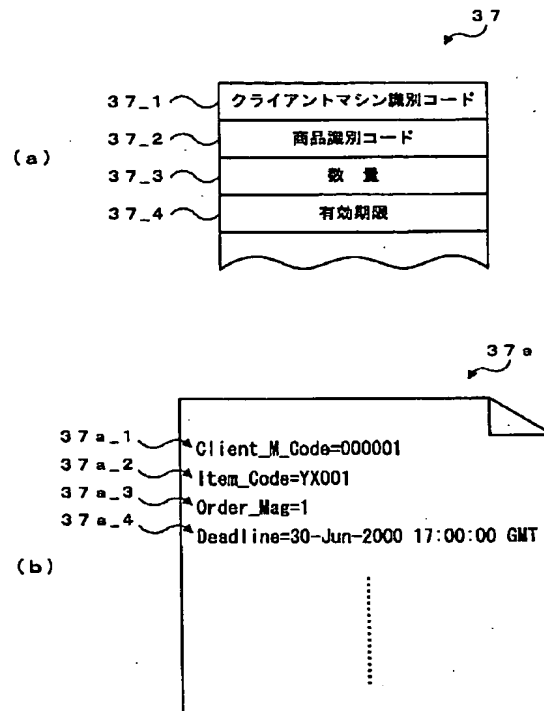 37
37_1 クライアントマシン識別コード
37_2 商品識別コード
(a)
37_3 数 量
37_4 有効期限
37a
37a_1 Client_M_Code=000001
37a_2 Item_Code=YX001
37a_3 Order_Mag=1
37a_4 Deadline=30-Jun-2000 17:00:00 GMT
(b)